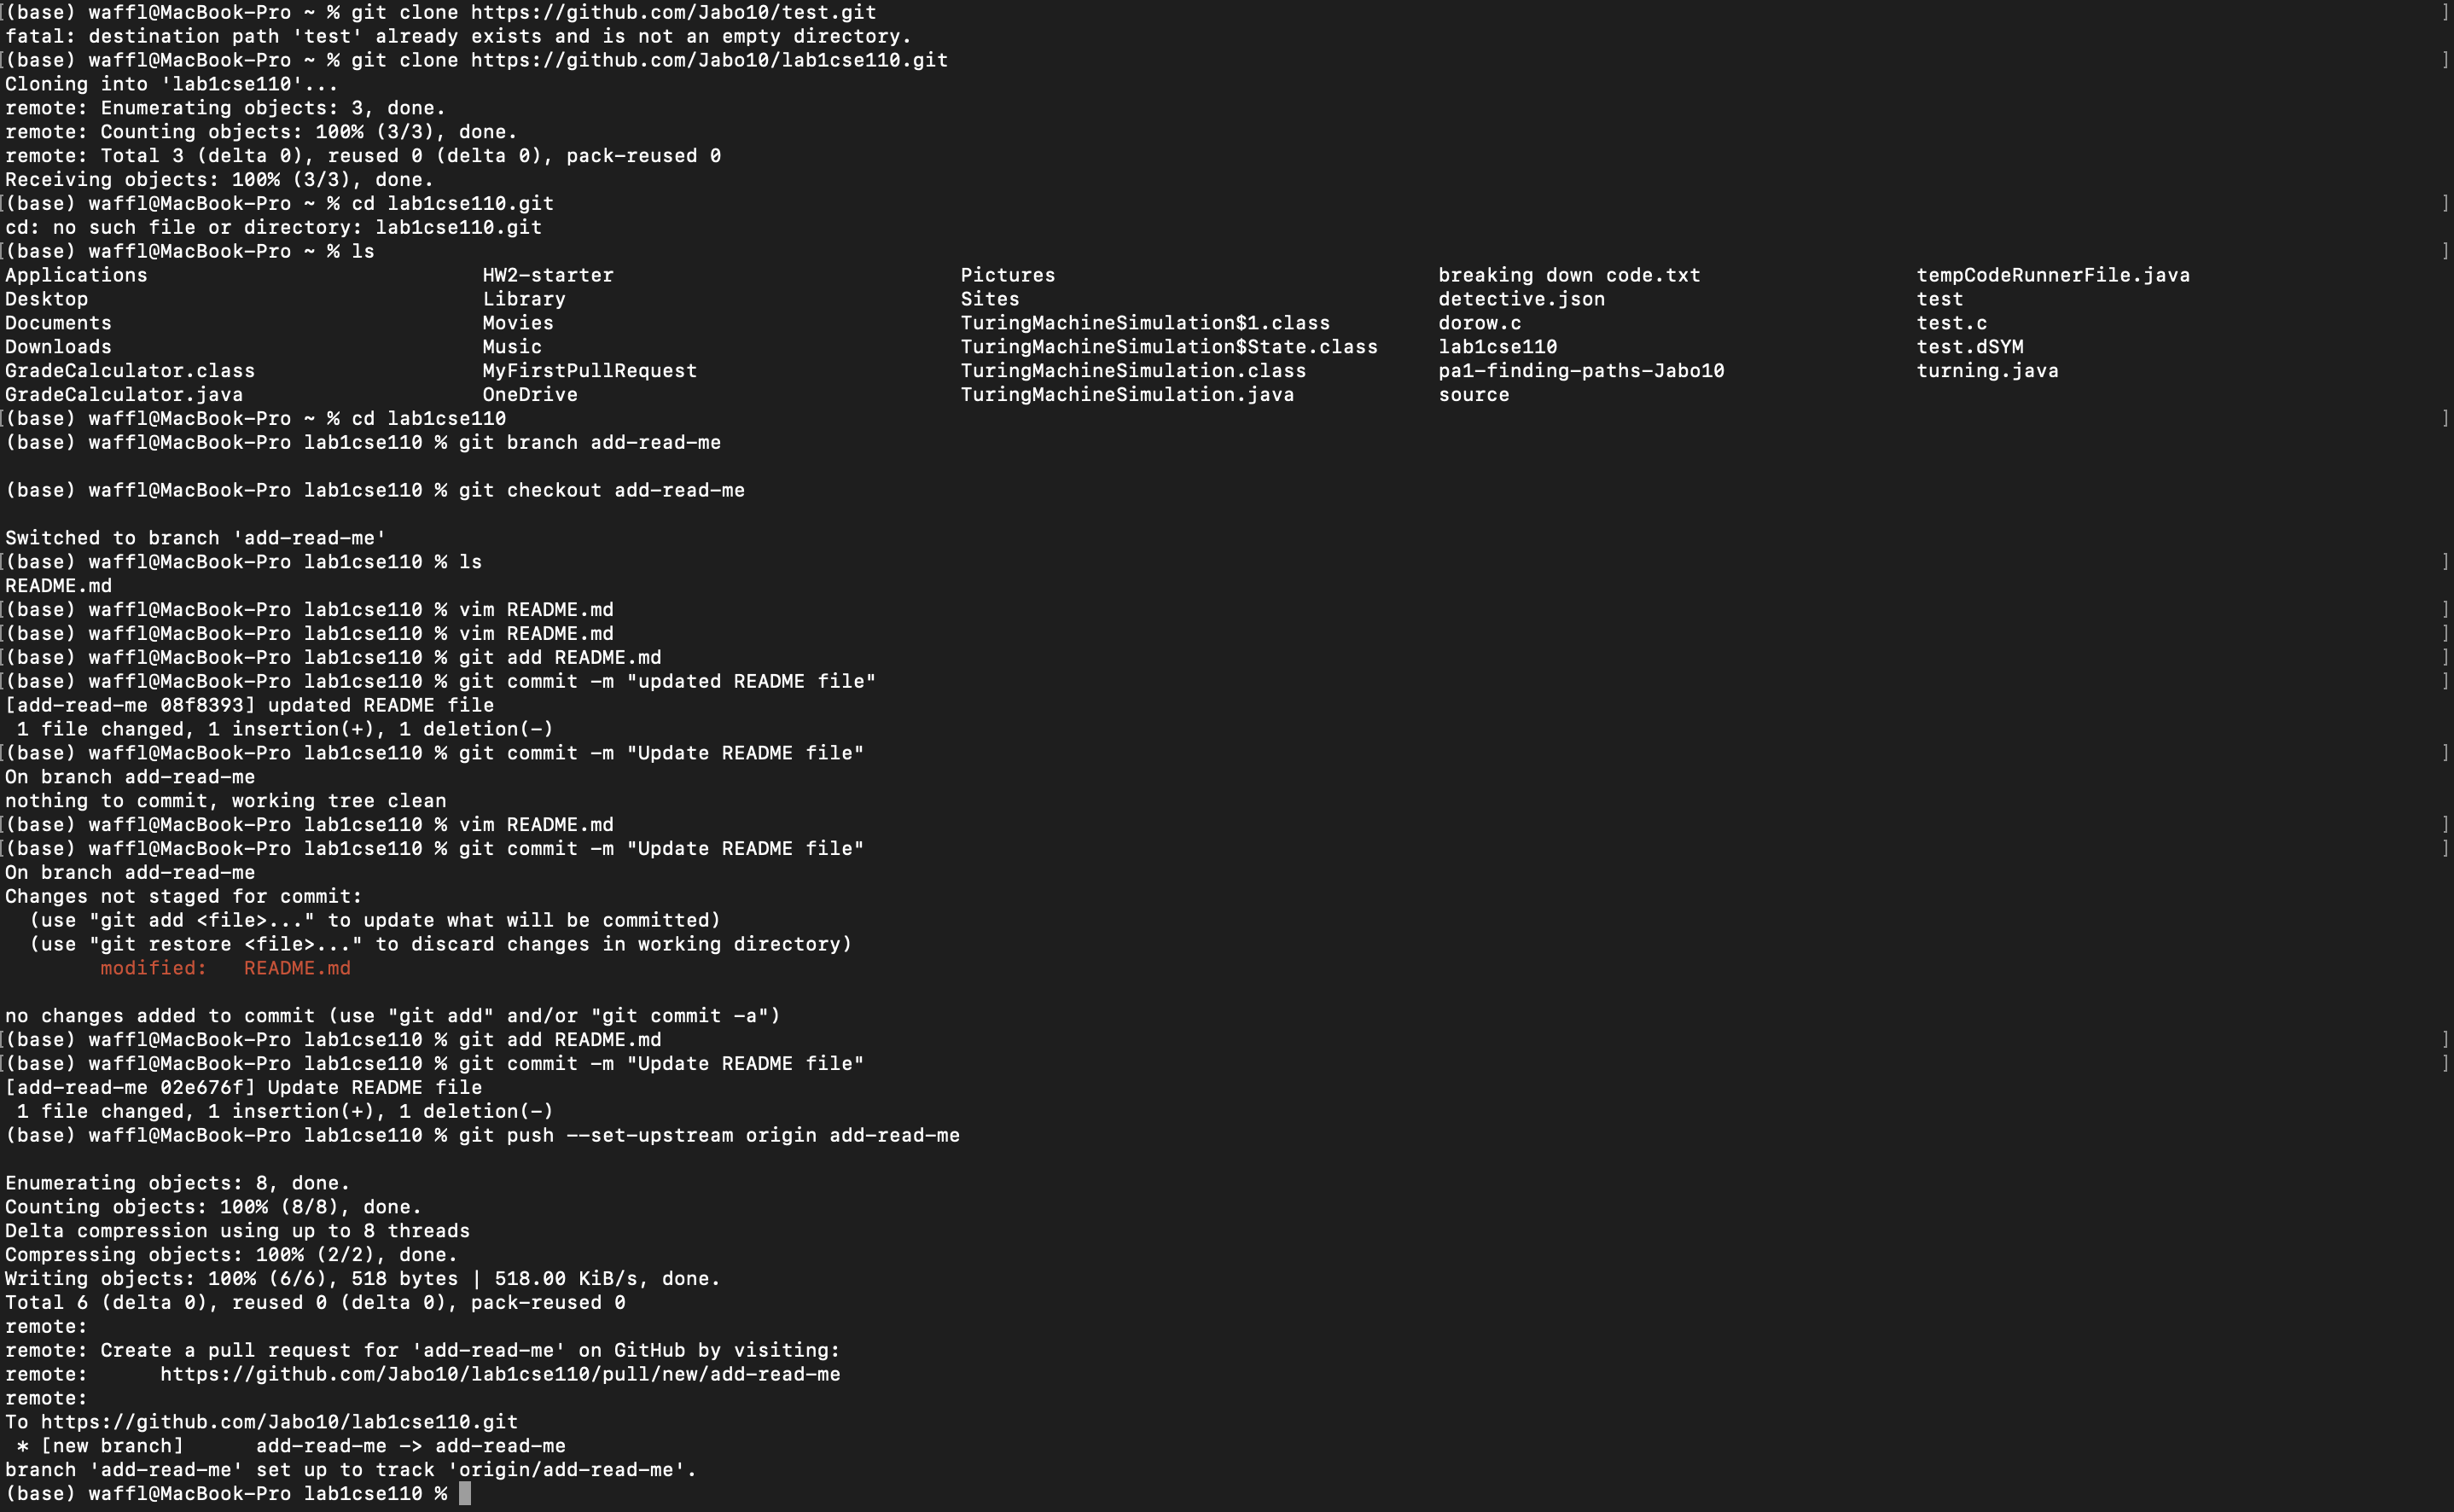 [(base) waffl@MacBook-Pro ~ % git clone https://github.com/Jabo10/test.git ]
fatal: destination path 'test' already exists and is not an empty directory.
[(base) waffl@MacBook-Pro ~ % git clone https://github.com/Jabo10/lab1cse110.git ]
Cloning into 'lab1cse110'...
remote: Enumerating objects: 3, done.
remote: Counting objects: 100% (3/3), done.
remote: Total 3 (delta 0), reused 0 (delta 0), pack-reused 0
Receiving objects: 100% (3/3), done.
[(base) waffl@MacBook-Pro ~ % cd lab1cse110.git ]
cd: no such file or directory: lab1cse110.git
[(base) waffl@MacBook-Pro ~ % ls ]
Applications HW2-starter Pictures breaking down code.txt tempCodeRunnerFile.java
Desktop Library Sites detective.json test
Documents Movies TuringMachineSimulation$1.class dorow.c test.c
Downloads Music TuringMachineSimulation$State.class lab1cse110 test.dSYM
GradeCalculator.class MyFirstPullRequest TuringMachineSimulation.class pa1-finding-paths-Jabo10 turning.java
GradeCalculator.java OneDrive TuringMachineSimulation.java source
[(base) waffl@MacBook-Pro ~ % cd lab1cse110 ]
(base) waffl@MacBook-Pro lab1cse110 % git branch add-read-me
(base) waffl@MacBook-Pro lab1cse110 % git checkout add-read-me
Switched to branch 'add-read-me'
[(base) waffl@MacBook-Pro lab1cse110 % ls ]
README.md
[(base) waffl@MacBook-Pro lab1cse110 % vim README.md ]
[(base) waffl@MacBook-Pro lab1cse110 % vim README.md ]
[(base) waffl@MacBook-Pro lab1cse110 % git add README.md ]
[(base) waffl@MacBook-Pro lab1cse110 % git commit -m "updated README file" ]
[add-read-me 08f8393] updated README file
1 file changed, 1 insertion(+), 1 deletion(-)
[(base) waffl@MacBook-Pro lab1cse110 % git commit -m "Update README file" ]
On branch add-read-me
nothing to commit, working tree clean
[(base) waffl@MacBook-Pro lab1cse110 % vim README.md ]
[(base) waffl@MacBook-Pro lab1cse110 % git commit -m "Update README file" ]
On branch add-read-me
Changes not staged for commit:
(use "git add <file>..." to update what will be committed)
(use "git restore <file>..." to discard changes in working directory)
modified: README.md
no changes added to commit (use "git add" and/or "git commit -a")
[(base) waffl@MacBook-Pro lab1cse110 % git add README.md ]
[(base) waffl@MacBook-Pro lab1cse110 % git commit -m "Update README file" ]
[add-read-me 02e676f] Update README file
1 file changed, 1 insertion(+), 1 deletion(-)
(base) waffl@MacBook-Pro lab1cse110 % git push --set-upstream origin add-read-me
Enumerating objects: 8, done.
Counting objects: 100% (8/8), done.
Delta compression using up to 8 threads
Compressing objects: 100% (2/2), done.
Writing objects: 100% (6/6), 518 bytes | 518.00 KiB/s, done.
Total 6 (delta 0), reused 0 (delta 0), pack-reused 0
remote:
remote: Create a pull request for 'add-read-me' on GitHub by visiting:
remote: https://github.com/Jabo10/lab1cse110/pull/new/add-read-me
remote:
To https://github.com/Jabo10/lab1cse110.git
* [new branch] add-read-me -> add-read-me
branch 'add-read-me' set up to track 'origin/add-read-me'.
(base) waffl@MacBook-Pro lab1cse110 %